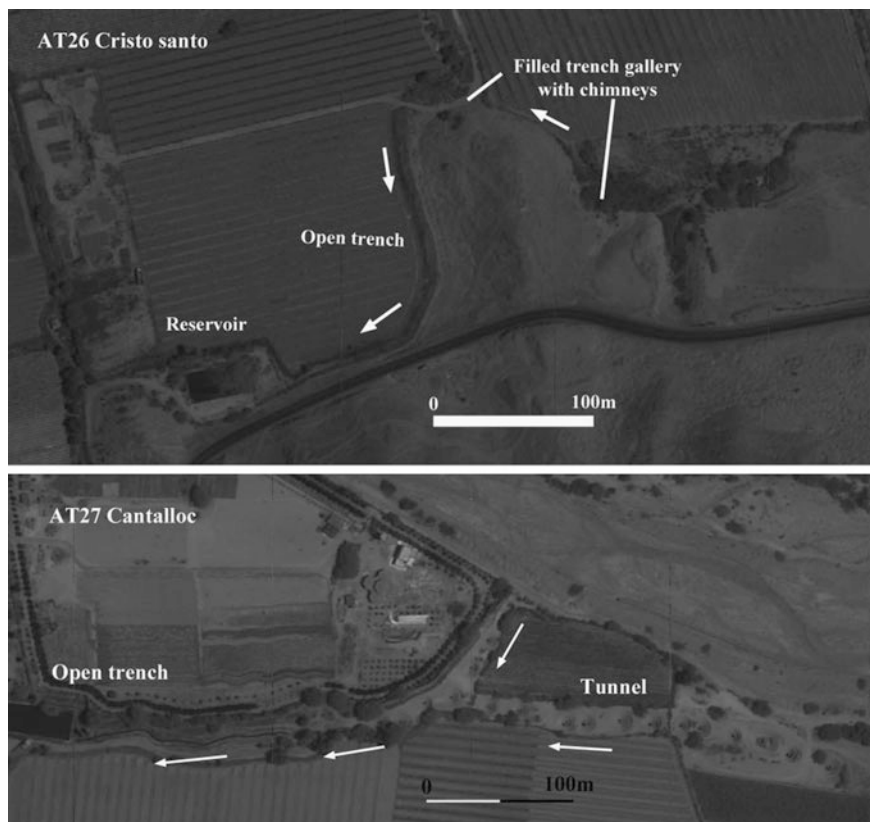 AT26 Cristo santo
Filled trench gallery
with chimneys
Open trench
Reservoir
0 100m
AT27 Cantalloc
Open trench
Tunnel
0 100m